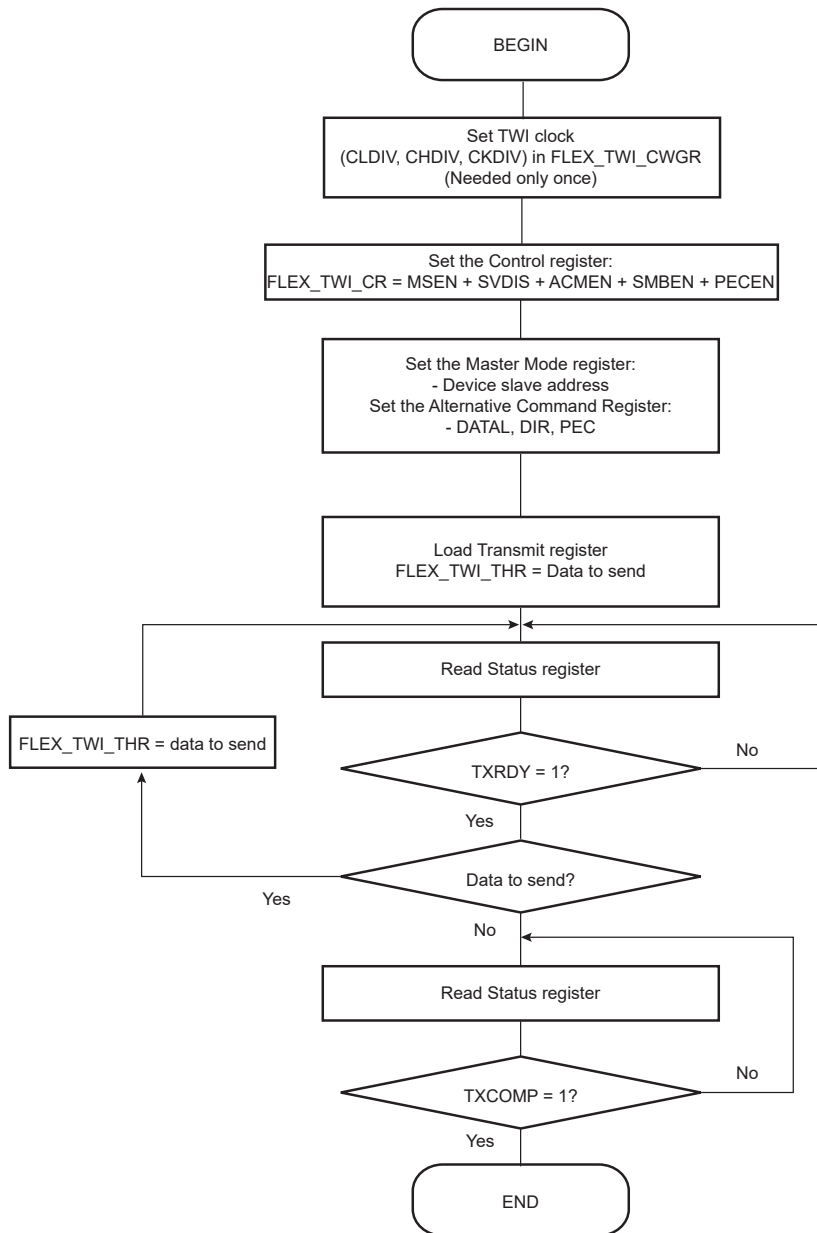 BEGIN
Set TWI clock
(CLDIV, CHDIV, CKDIV) in FLEX_TWI_CWGR
(Needed only once)
Set the Control register:
FLEX_TWI_CR = MSEN + SVDIS + ACMEN + SMBEN + PECEN
Set the Master Mode register:
- Device slave address
Set the Alternative Command Register:
- DATAL, DIR, PEC
Load Transmit register
FLEX_TWI_THR = Data to send
Read Status register
FLEX_TWI_THR = data to send
TXRDY = 1?
No
Yes
Data to send?
Yes
No
Read Status register
TXCOMP = 1?
No
Yes
END